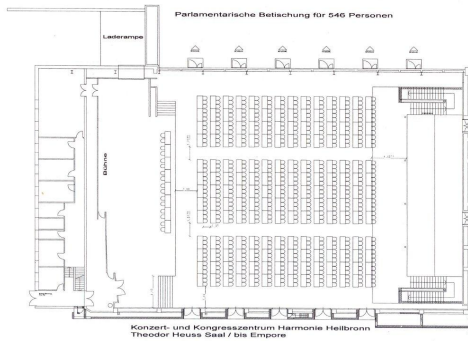 Parlamentarische Betischung für 546 Personen
Laderampe
Bühne
Konzert- und Kongresszentrum Harmonie Heilbronn
Theodor Heuss Saal / bis Empore